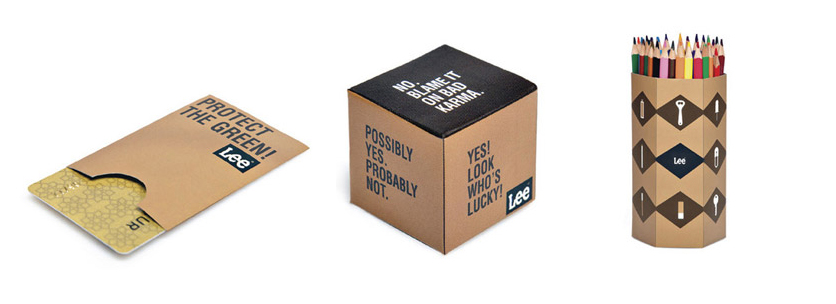 PROTECT
THE GREEN!
Lee
UR
NO.
BLAME IT
ON BAD
KARMA.
POSSIBLY
YES.
PROBABLY
NOT.
YES!
LOOK
WHO'S
LUCKY!
Lee
Lee